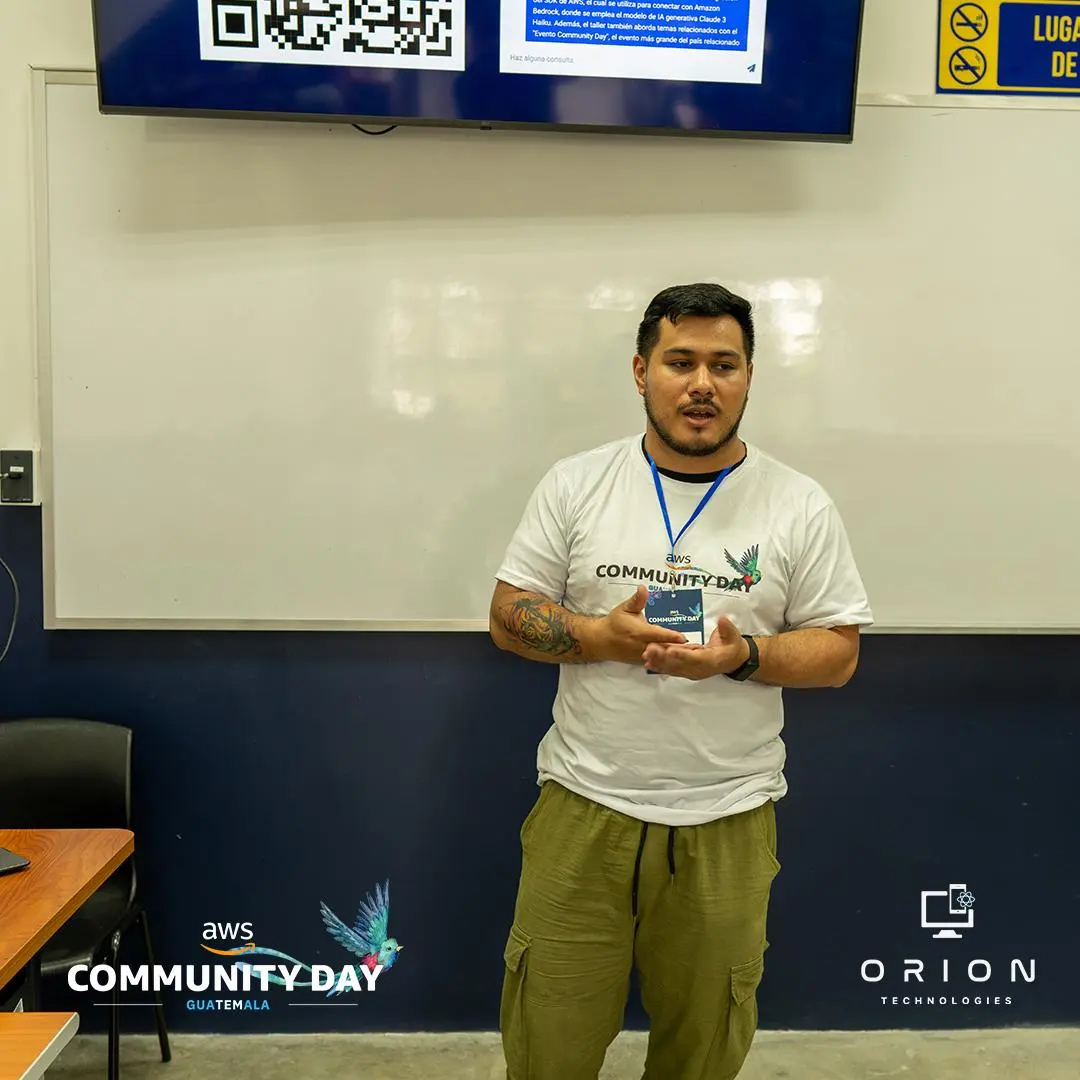 del SDK de AWS, el cual se utiliza para conectar con Amazon
Bedrock, donde se emplea el modelo de IA generativa Claude 3
Haiku. Además, el taller también aborda temas relacionados con el
"Evento Community Day", el evento más grande del país relacionado
Haz alguna consulta
LUGA
DE
aws
COMMUNITY DAY
GUA
aws
COMMUNITY DAY
aws
COMMUNITY DAY
GUATEMALA
ORION
TECHNOLOGIES